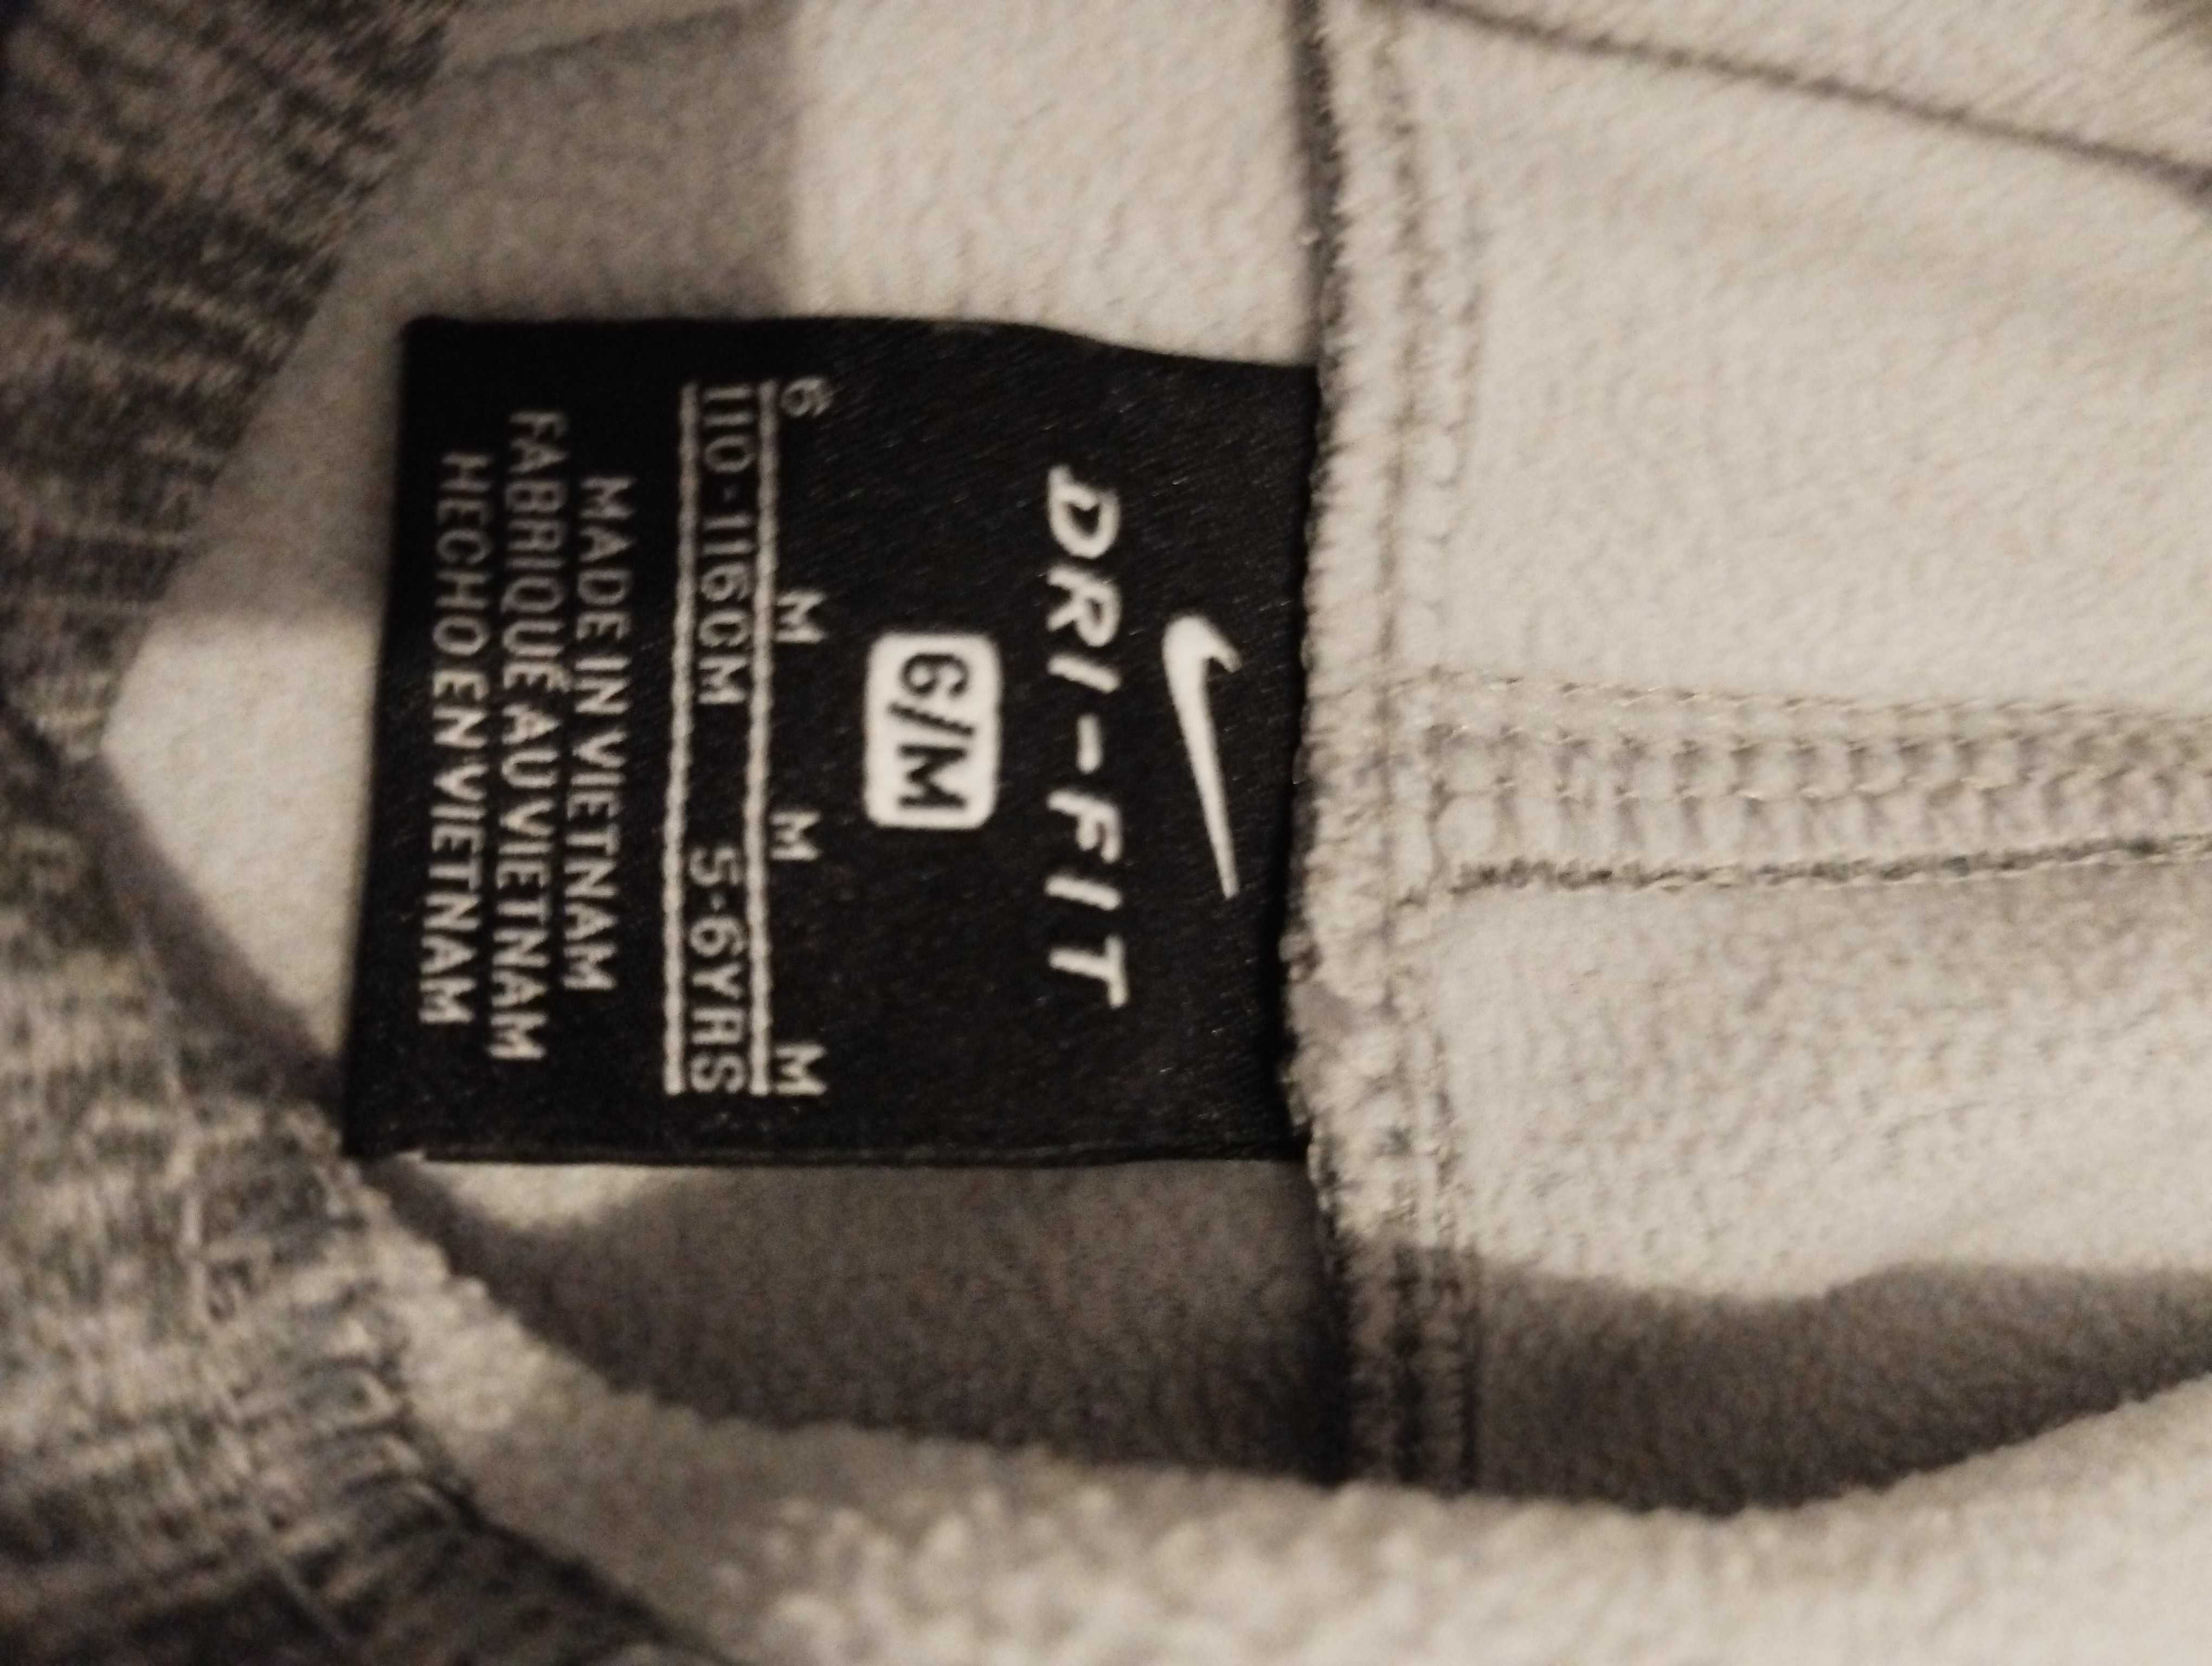 DRI-FIT
6/M
6 M M M
110-116CM 5-6YRS
MADE IN VIETNAM
FABRIQUÉ AU VIETNAM
HECHO EN VIETNAM